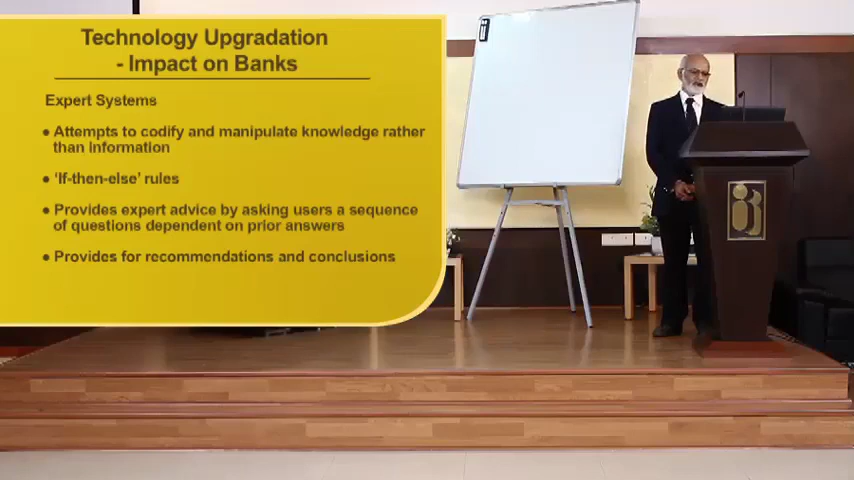 Technology Upgradation
- Impact on Banks
Expert Systems
• Attempts to codify and manipulate knowledge rather
than Information
• ‘If-then-else’ rules
• Provides expert advice by asking users a sequence
of questions dependent on prior answers
• Provides for recommendations and conclusions